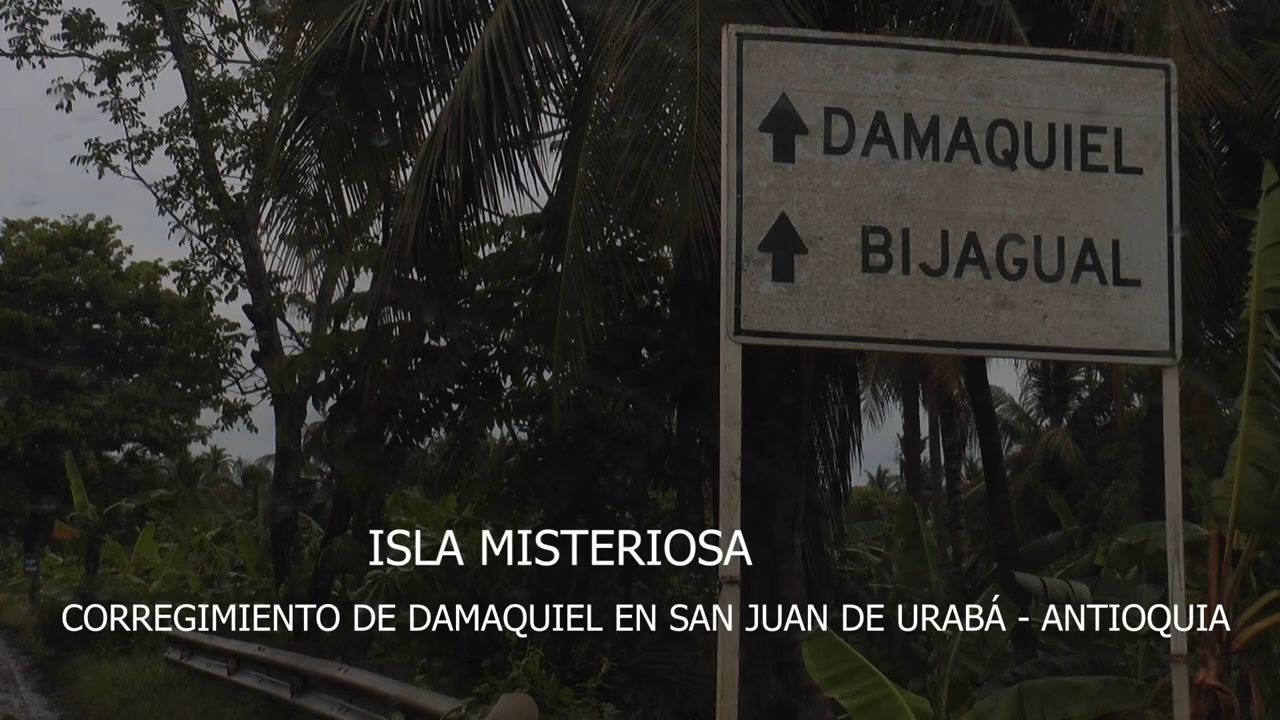 DAMAQUIEL
BIJAGUAL
ISLA MISTERIOSA
CORREGIMIENTO DE DAMAQUIEL EN SAN JUAN DE URABÁ - ANTIOQUIA